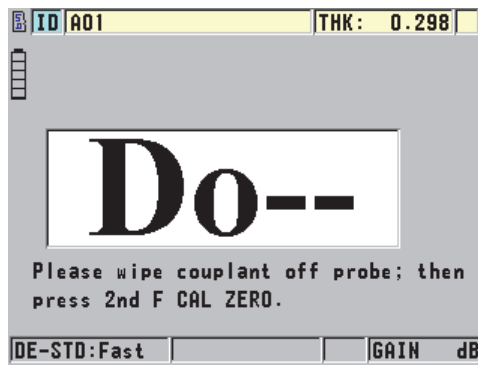 ID A01 THK: 0.298
Do--
Please wipe couplant off probe; then
press 2nd F CAL ZERO.
DE-STD:Fast GAIN dB